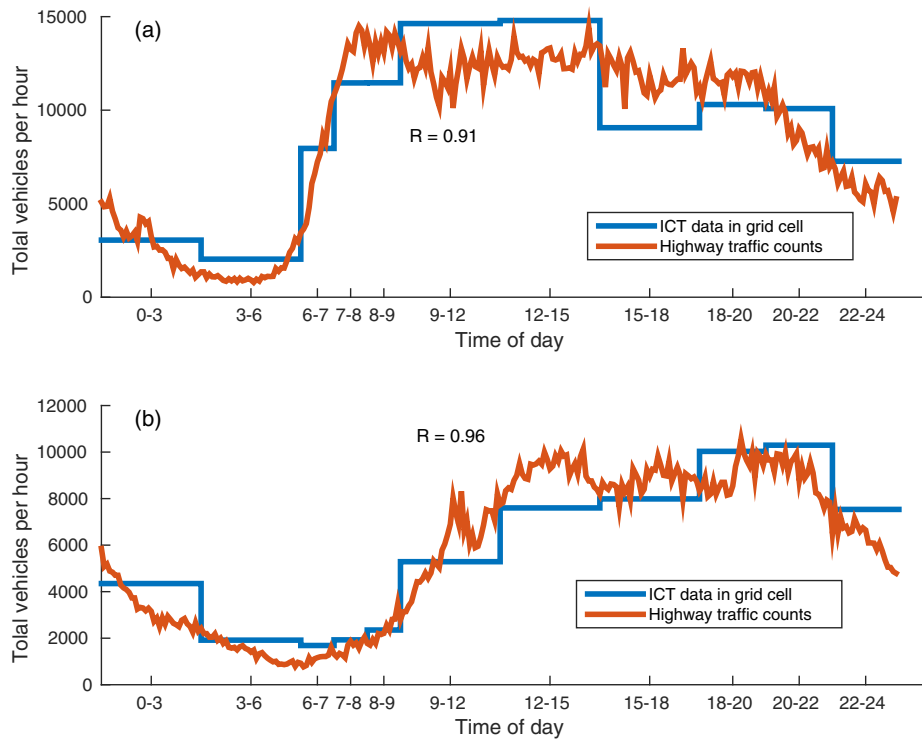 (a)
15000
10000
5000
0
Total vehicles per hour
R = 0.91
ICT data in grid cell
Highway traffic counts
0-3 3-6 6-7 7-8 8-9 9-12 12-15 15-18 18-20 20-22 22-24
Time of day
(b)
12000
10000
8000
6000
4000
2000
0
Total vehicles per hour
R = 0.96
ICT data in grid cell
Highway traffic counts
0-3 3-6 6-7 7-8 8-9 9-12 12-15 15-18 18-20 20-22 22-24
Time of day